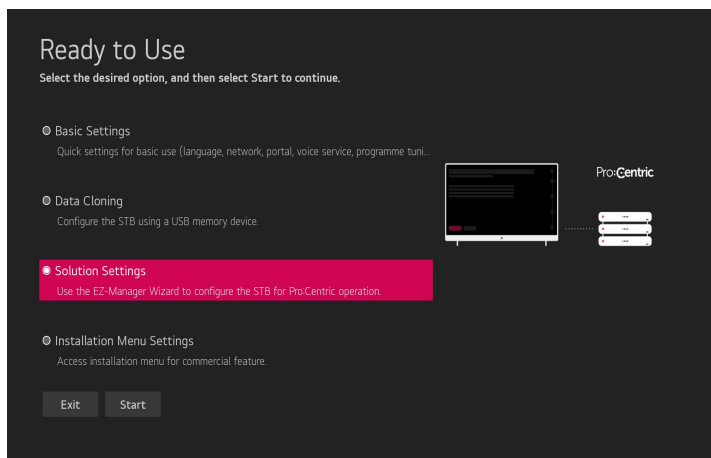 Ready to Use
Select the desired option, and then select Start to continue.
Basic Settings
Quick settings for basic use (language, network, portal, voice service, programme tuni...
Data Cloning
Configure the STB using a USB memory device.
Solution Settings
Use the EZ-Manager Wizard to configure the STB for Pro:Centric operation.
Installation Menu Settings
Access installation menu for commercial feature.
Exit
Start
Pro:Centric